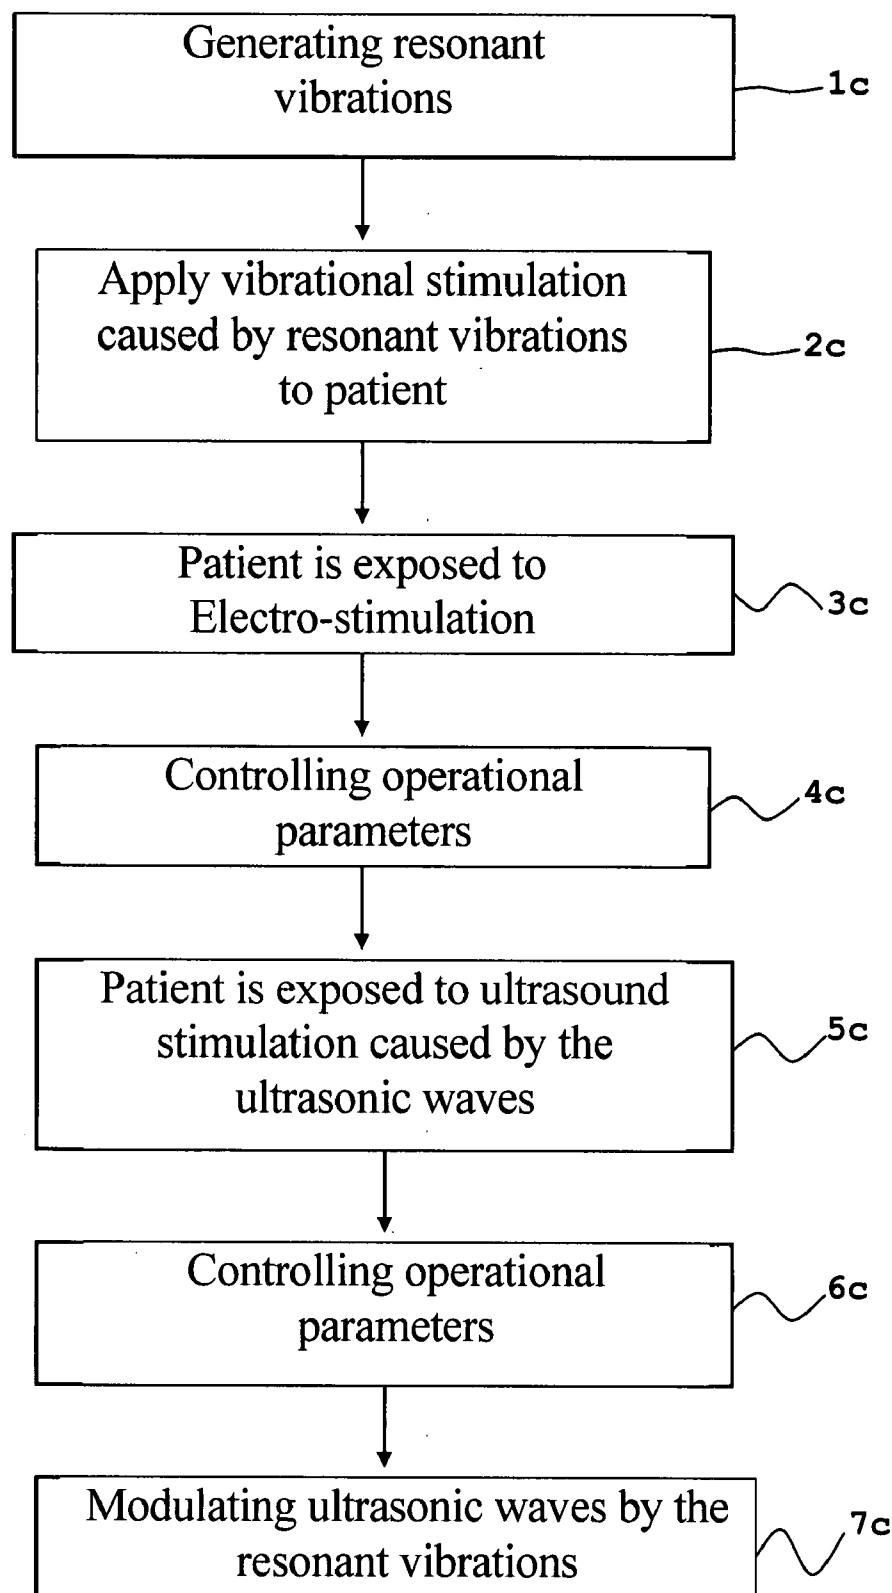 Generating resonant
vibrations
1c
Apply vibrational stimulation
caused by resonant vibrations
to patient
2c
Patient is exposed to
Electro-stimulation
3c
Controlling operational
parameters
4c
Patient is exposed to ultrasound
stimulation caused by the
ultrasonic waves
5c
Controlling operational
parameters
6c
Modulating ultrasonic waves by the
resonant vibrations
7c